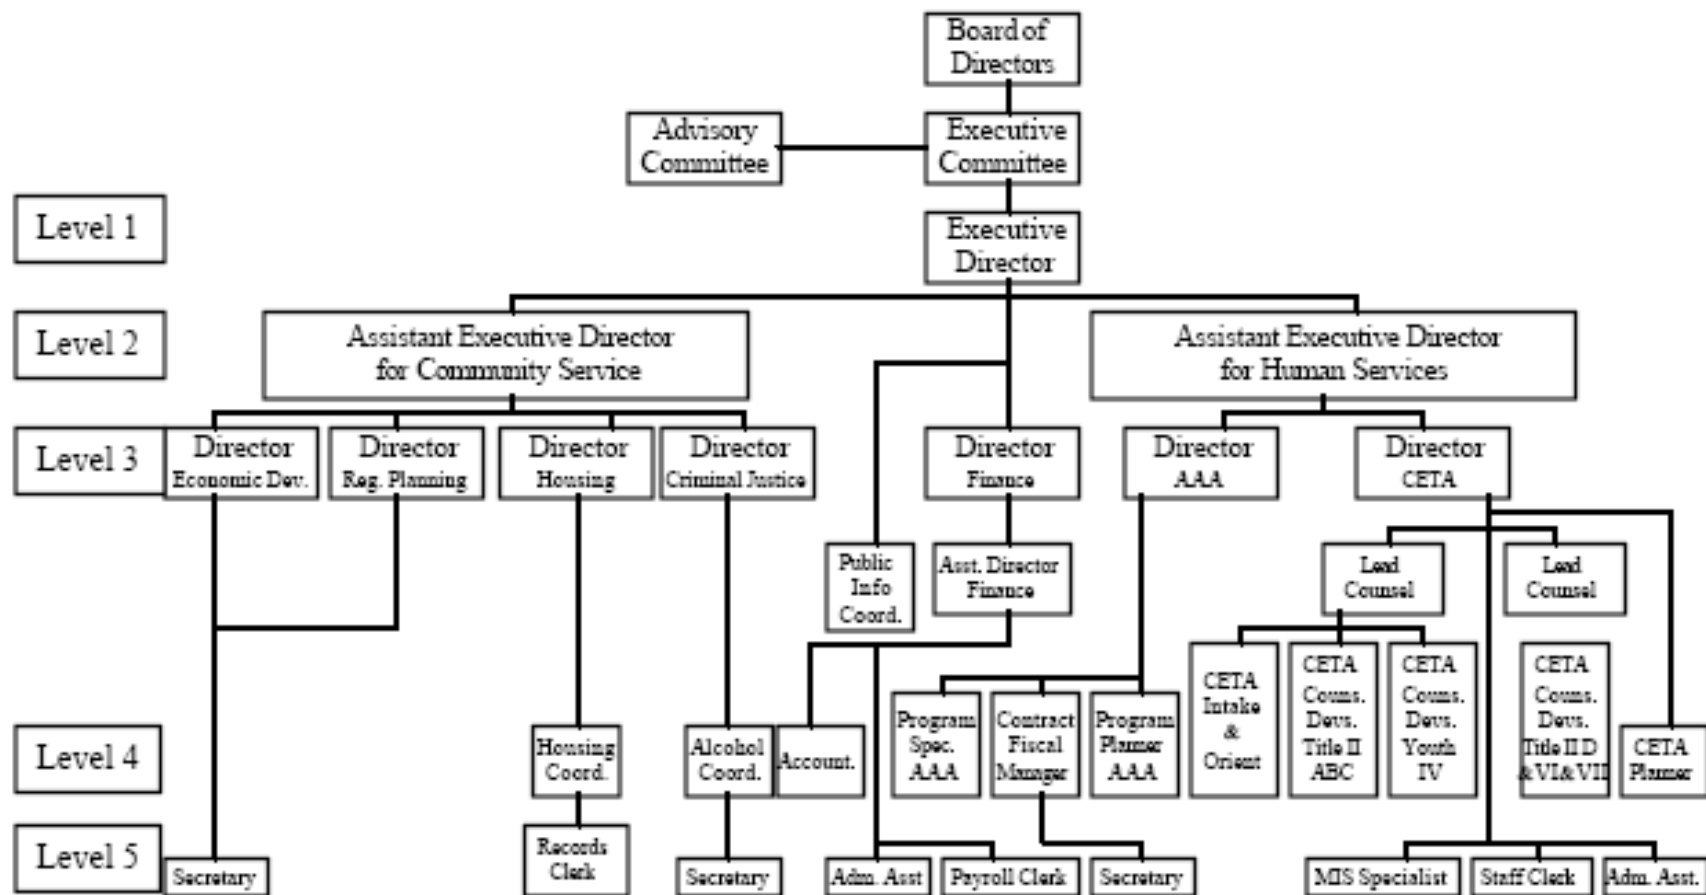 Board of
Directors
Advisory
Committee
Executive
Committee
Level 1
Executive
Director
Level 2
Assistant Executive Director
for Community Service
Assistant Executive Director
for Human Services
Level 3
Director
Economic Dev.
Director
Reg. Planning
Director
Housing
Director
Criminal Justice
Director
Finance
Director
AAA
Director
CETA
Public
Info
Coord.
Asst. Director
Finance
Lead
Counsel
Lead
Counsel
CETA
Intake
&
Orient
CETA
Couns.
Devs.
Title II
ABC
CETA
Couns.
Devs.
Youth
IV
CETA
Couns.
Devs.
Title II D
&VI&VII
Level 4
Housing
Coord.
Alcohol
Coord.
Account.
Program
Spec.
AAA
Contract
Fiscal
Manager
Program
Planner
AAA
CETA
Planner
Level 5
Secretary
Records
Clerk
Secretary
Adm. Asst
Payroll Clerk
Secretary
MIS Specialist
Staff Clerk
Adm. Asst.